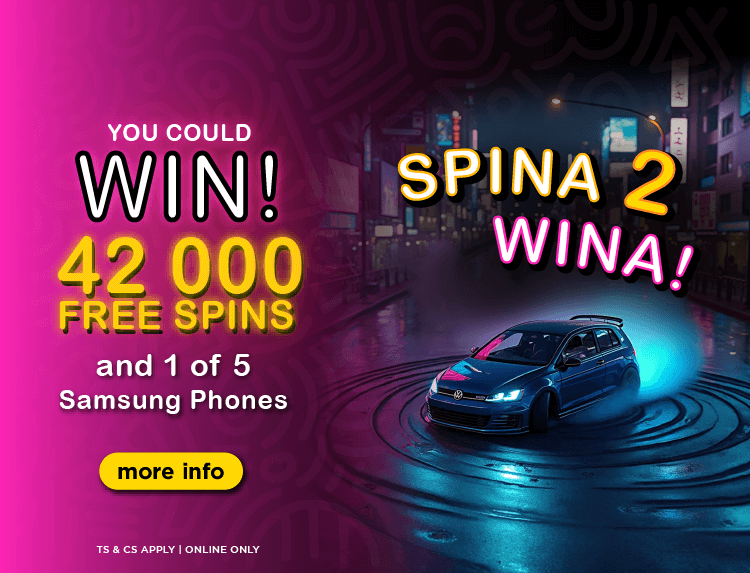 YOU COULD
WIN!
42 000
FREE SPINS
and 1 of 5
Samsung Phones
more info
TS & CS APPLY | ONLINE ONLY
SPINA 2
WINA!